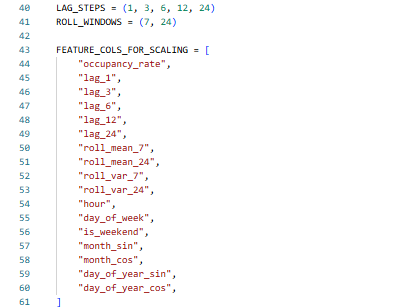 40 LAG_STEPS = (1, 3, 6, 12, 24)
41 ROLL_WINDOWS = (7, 24)
42
43 FEATURE_COLS_FOR_SCALING = [
44     "occupancy_rate",
45     "lag_1",
46     "lag_3",
47     "lag_6",
48     "lag_12",
49     "lag_24",
50     "roll_mean_7",
51     "roll_mean_24",
52     "roll_var_7",
53     "roll_var_24",
54     "hour",
55     "day_of_week",
56     "is_weekend",
57     "month_sin",
58     "month_cos",
59     "day_of_year_sin",
60     "day_of_year_cos",
61 ]